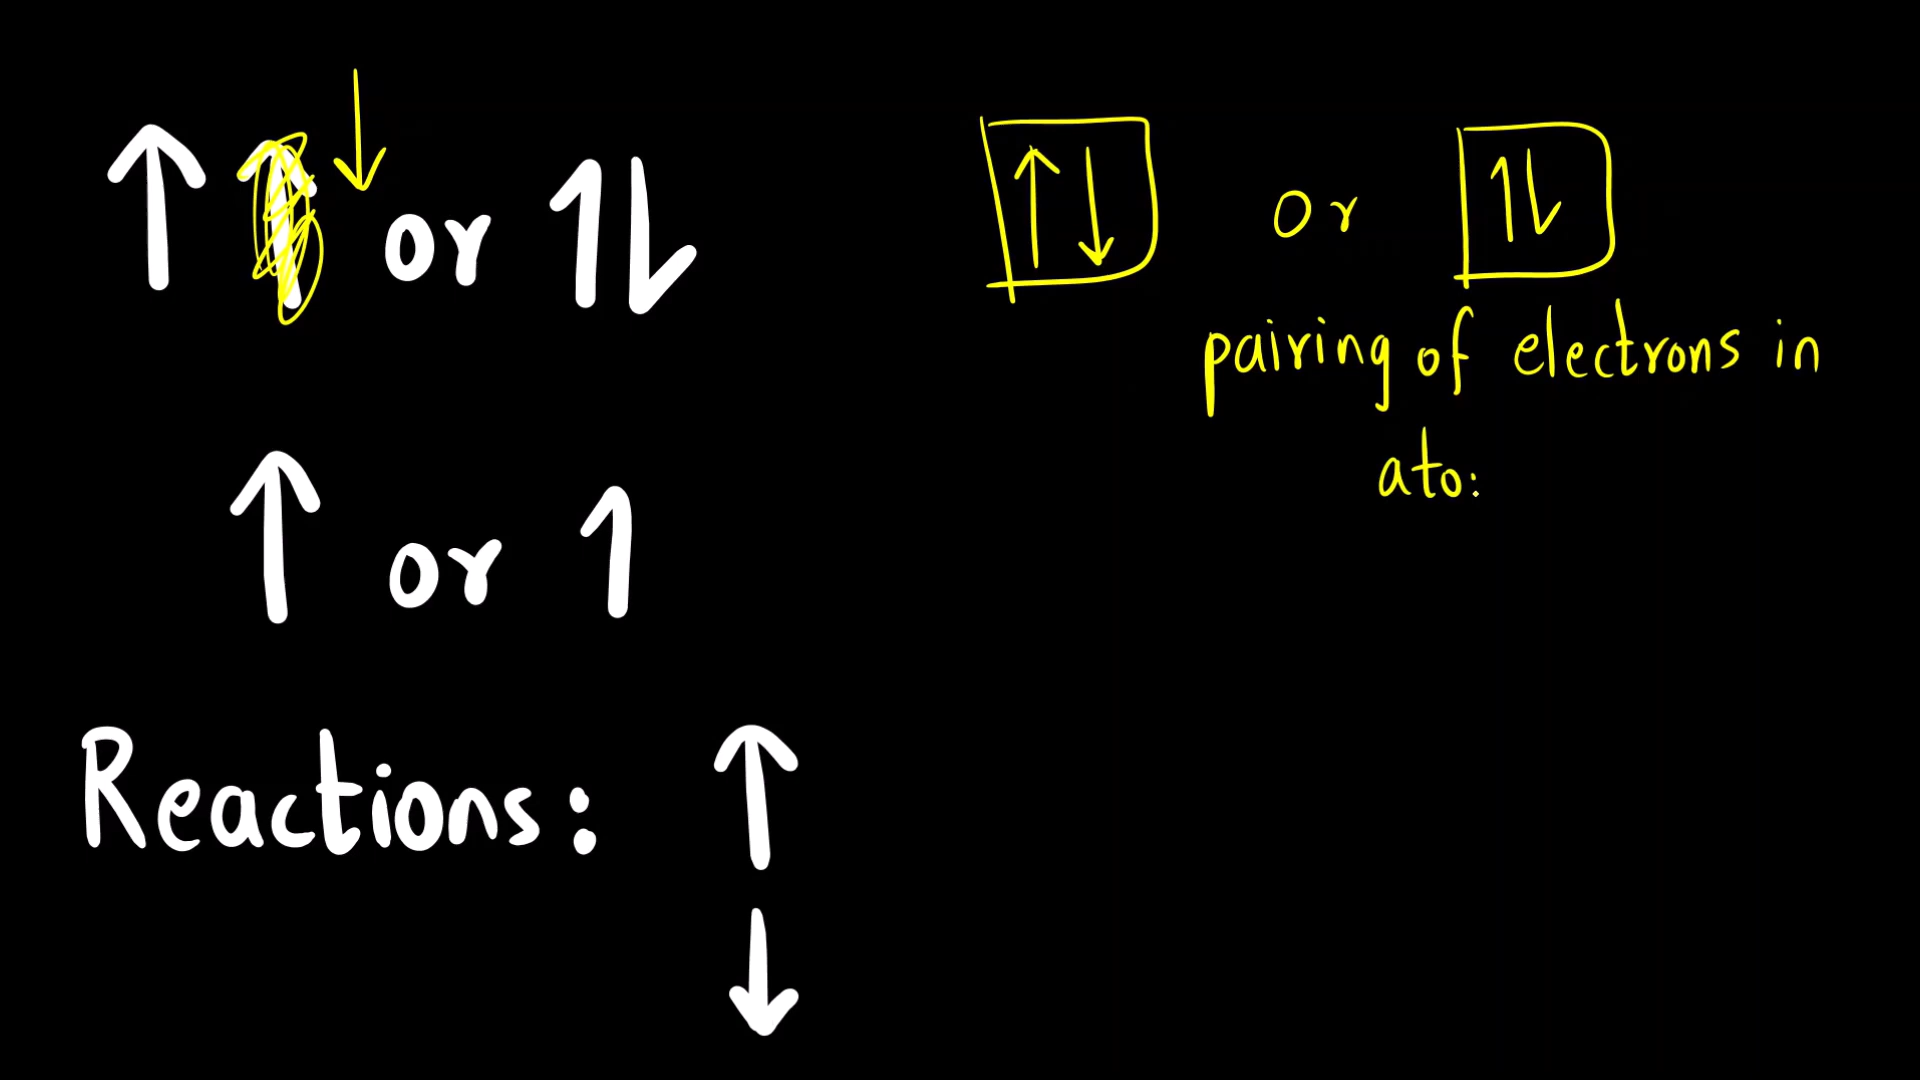 ↑ ↓ or ↿⇂
↑↓ or ↿⇂
pairing of electrons in
ato:
↑ or ↿
Reactions: ↑
↓